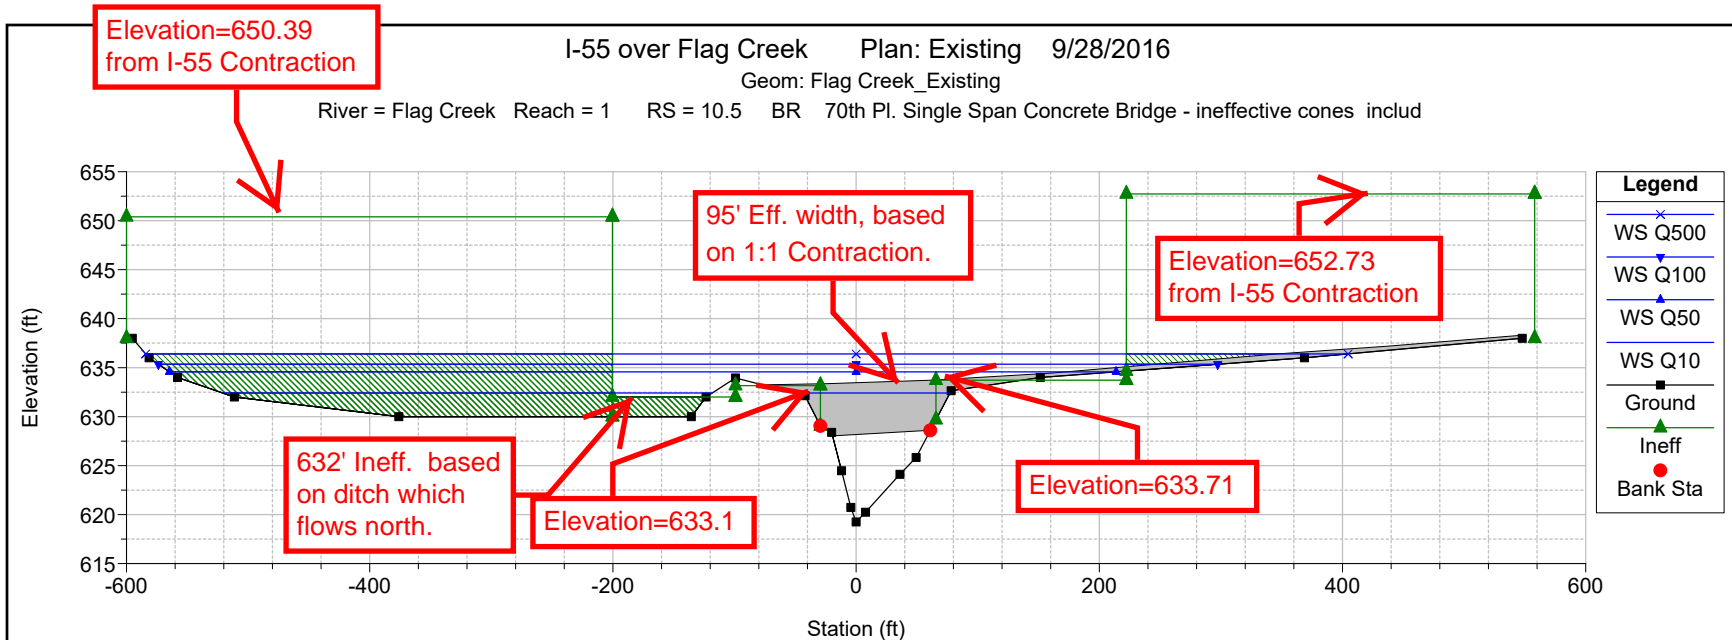 Elevation=650.39
from I-55 Contraction
I-55 over Flag Creek Plan: Existing 9/28/2016
Geom: Flag Creek_Existing
River = Flag Creek Reach = 1 RS = 10.5 BR 70th Pl. Single Span Concrete Bridge - ineffective cones includ
95' Eff. width, based
on 1:1 Contraction.
Elevation=652.73
from I-55 Contraction
632' Ineff. based
on ditch which
flows north.
Elevation=633.1
Elevation=633.71
Elevation (ft)
655
650
645
640
635
630
625
620
615
-600 -400 -200 0 200 400 600
Station (ft)
Legend
WS Q500
WS Q100
WS Q50
WS Q10
Ground
Ineff
Bank Sta